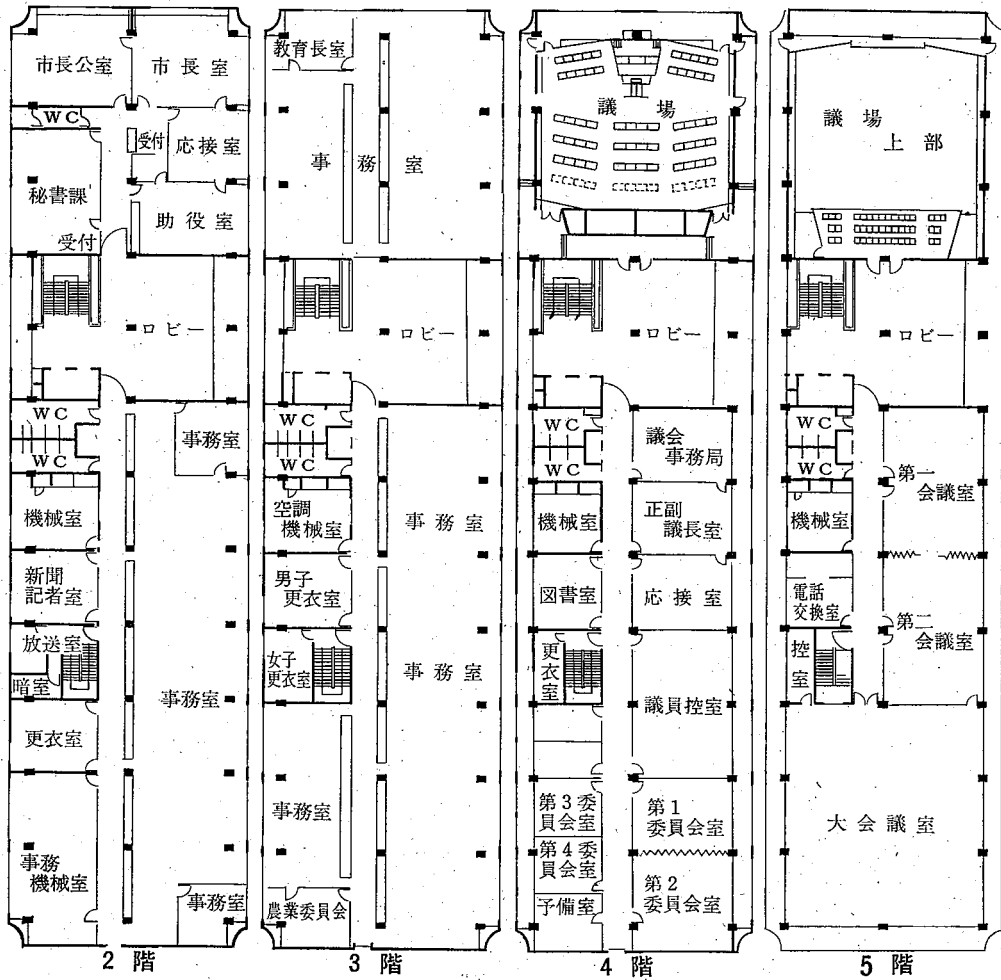 市長公室
市長室
WC
受付
応接室
秘書課
助役室
受付
ロビー
WC
WC
事務室
機械室
新聞
記者室
放送室
暗室
事務室
更衣室
事務
機械室
事務室
2階
教育長室
事務室
ロビー
WC
WC
空調
機械室
事務室
男子
更衣室
女子
更衣室
事務室
事務室
農業委員会
3階
議場
ロビー
WC
WC
議会
事務局
機械室
正副
議長室
図書室
応接室
更衣室
議員控室
第3委
員会室
第1
委員会室
第4委
員会室
第2
委員会室
予備室
4階
議場
上部
ロビー
WC
WC
第一
会議室
機械室
電話
交換室
第二
会議室
控室
大会議室
5階